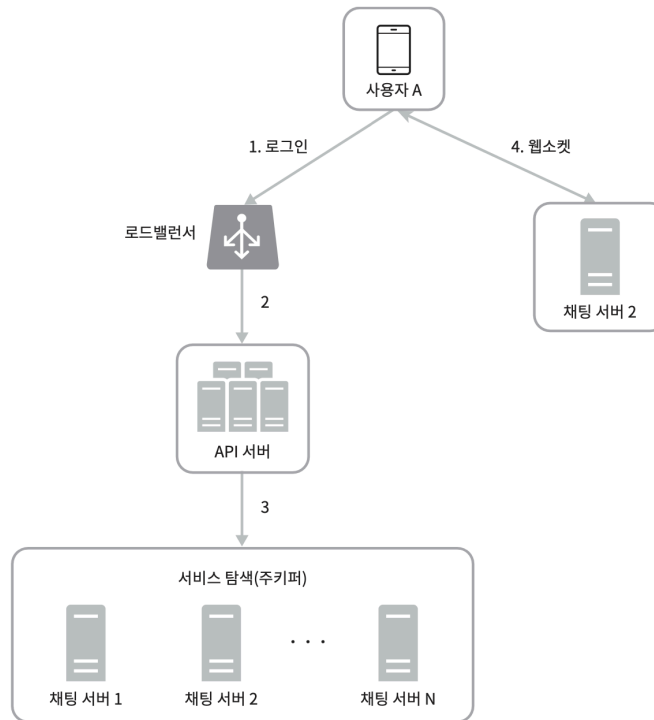 사용자 A
1. 로그인
4. 웹소켓
로드밸런서
2
채팅 서버 2
API 서버
3
서비스 탐색(주키퍼)
. . .
채팅 서버 1
채팅 서버 2
채팅 서버 N